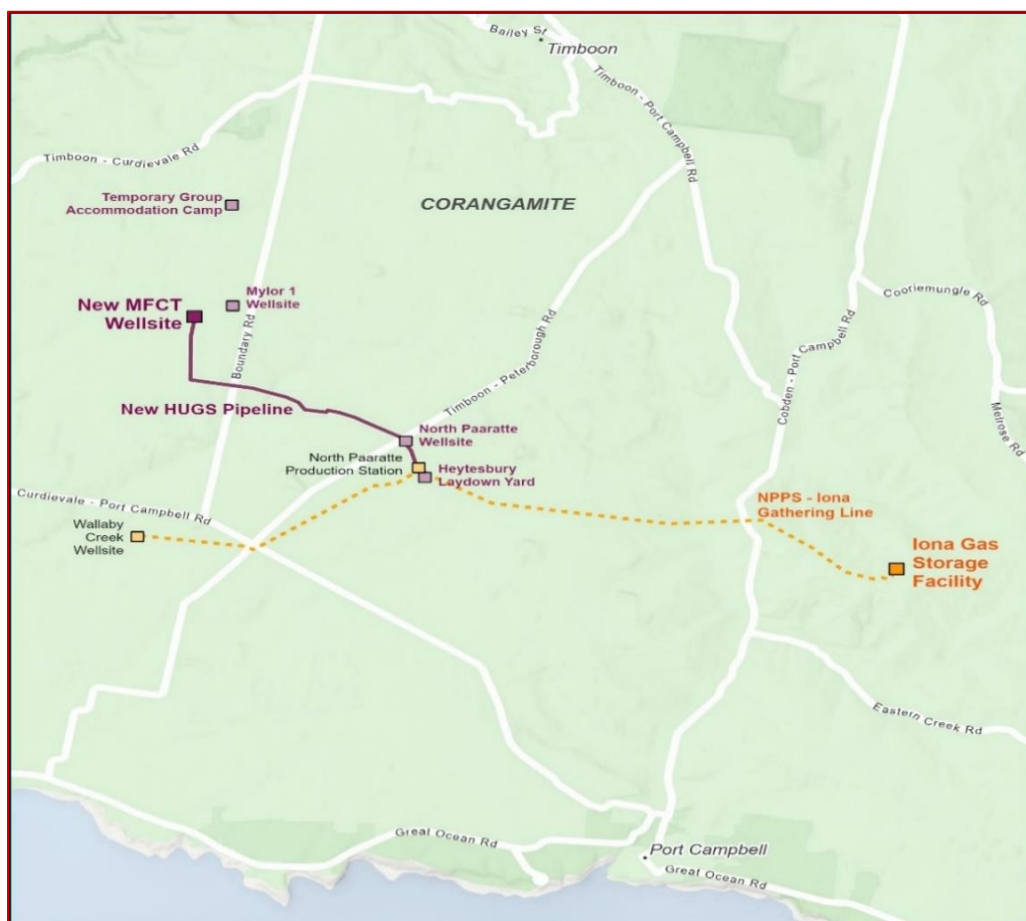 Bailey St
Timboon
Timboon - Port Campbell Rd
Timboon - Curdievale Rd
Temporary Group
Accommodation Camp
CORANGAMITE
Mylor 1
Wellsite
New MFCT
Wellsite
Boundary Rd
Cooriemungle Rd
Cobden - Port Campbell Rd
Timboon - Peterborough Rd
New HUGS Pipeline
Melrose Rd
North Paaratte
Wellsite
North Paaratte
Production Station
Heytesbury
Laydown Yard
Curdievale - Port Campbell Rd
NPPS - Iona
Gathering Line
Wallaby
Creek
Wellsite
Iona Gas
Storage
Facility
Eastern Creek Rd
Great Ocean Rd
Port Campbell
Great Ocean Rd